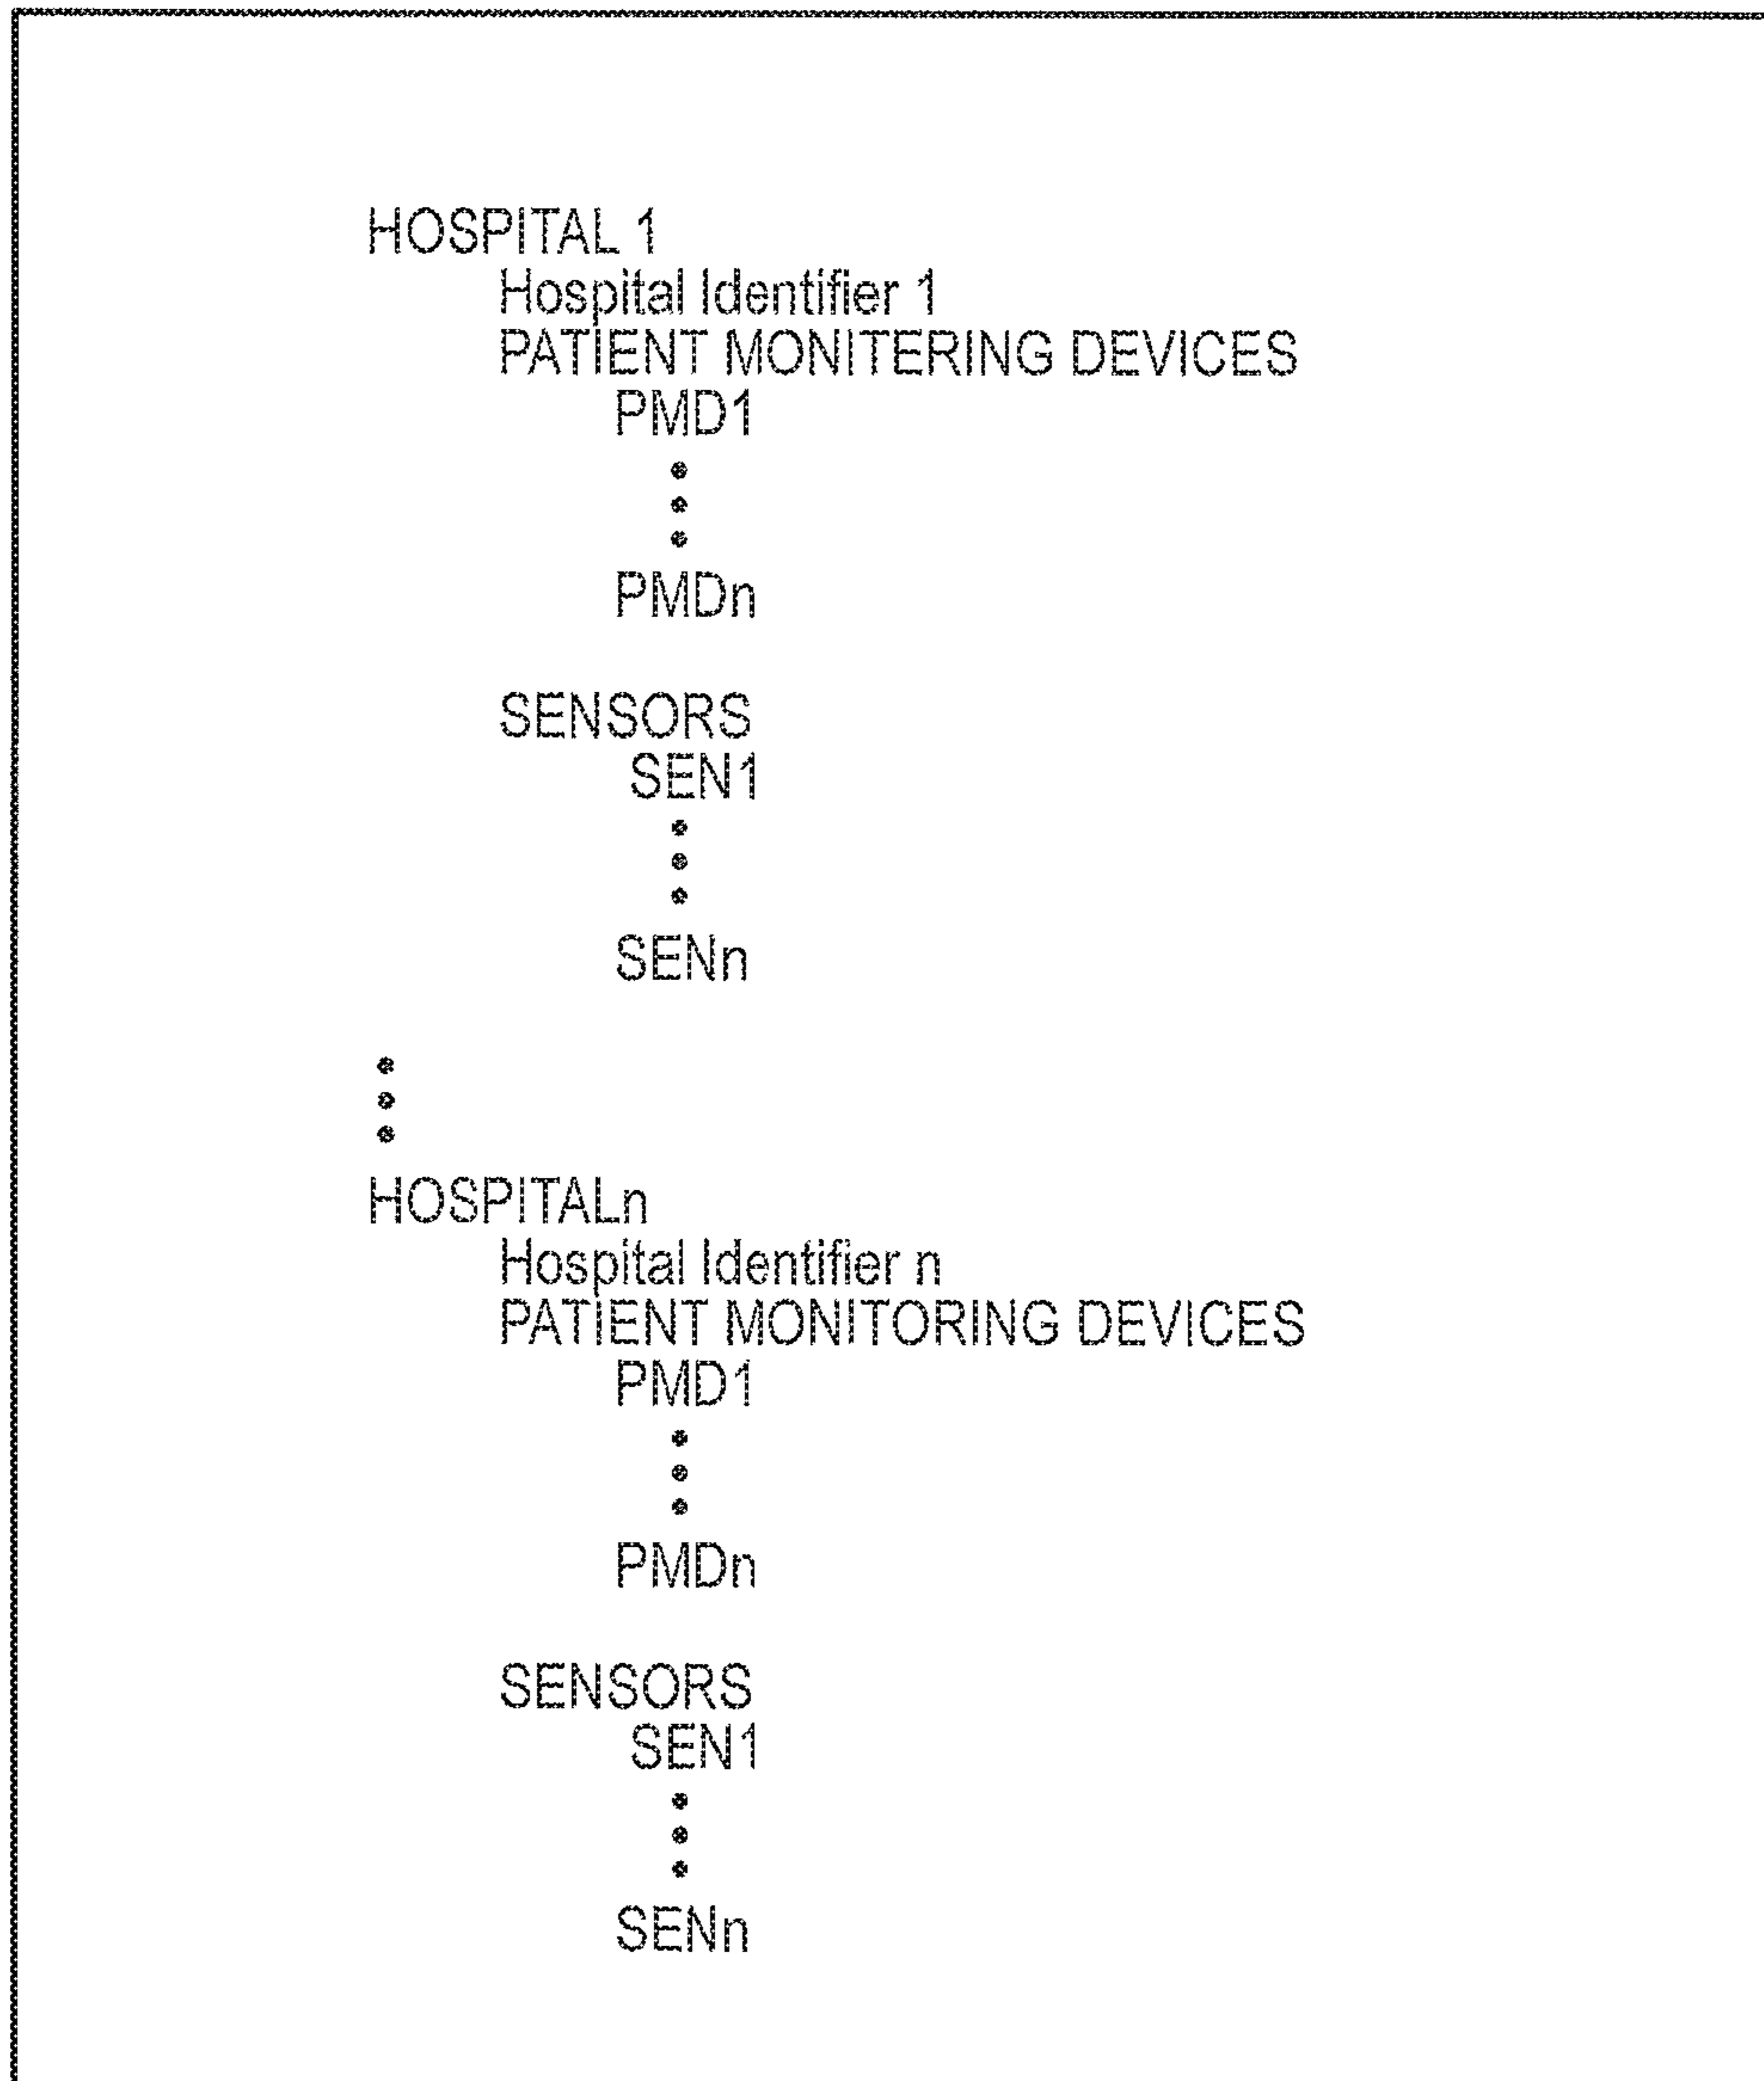 HOSPITAL 1
Hospital Identifier 1
PATIENT MONITERING DEVICES
PMD1
PMDn
SENSORS
SEN1
SENn
HOSPITALn
Hospital Identifier n
PATIENT MONITORING DEVICES
PMD1
PMDn
SENSORS
SEN1
SENn